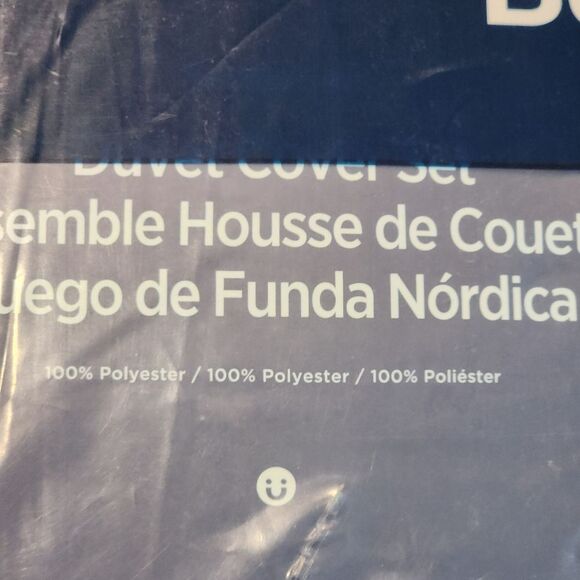 Duvet Cover Set
semble Housse de Couet
uego de Funda Nórdica
100% Polyester / 100% Polyester / 100% Poliéster